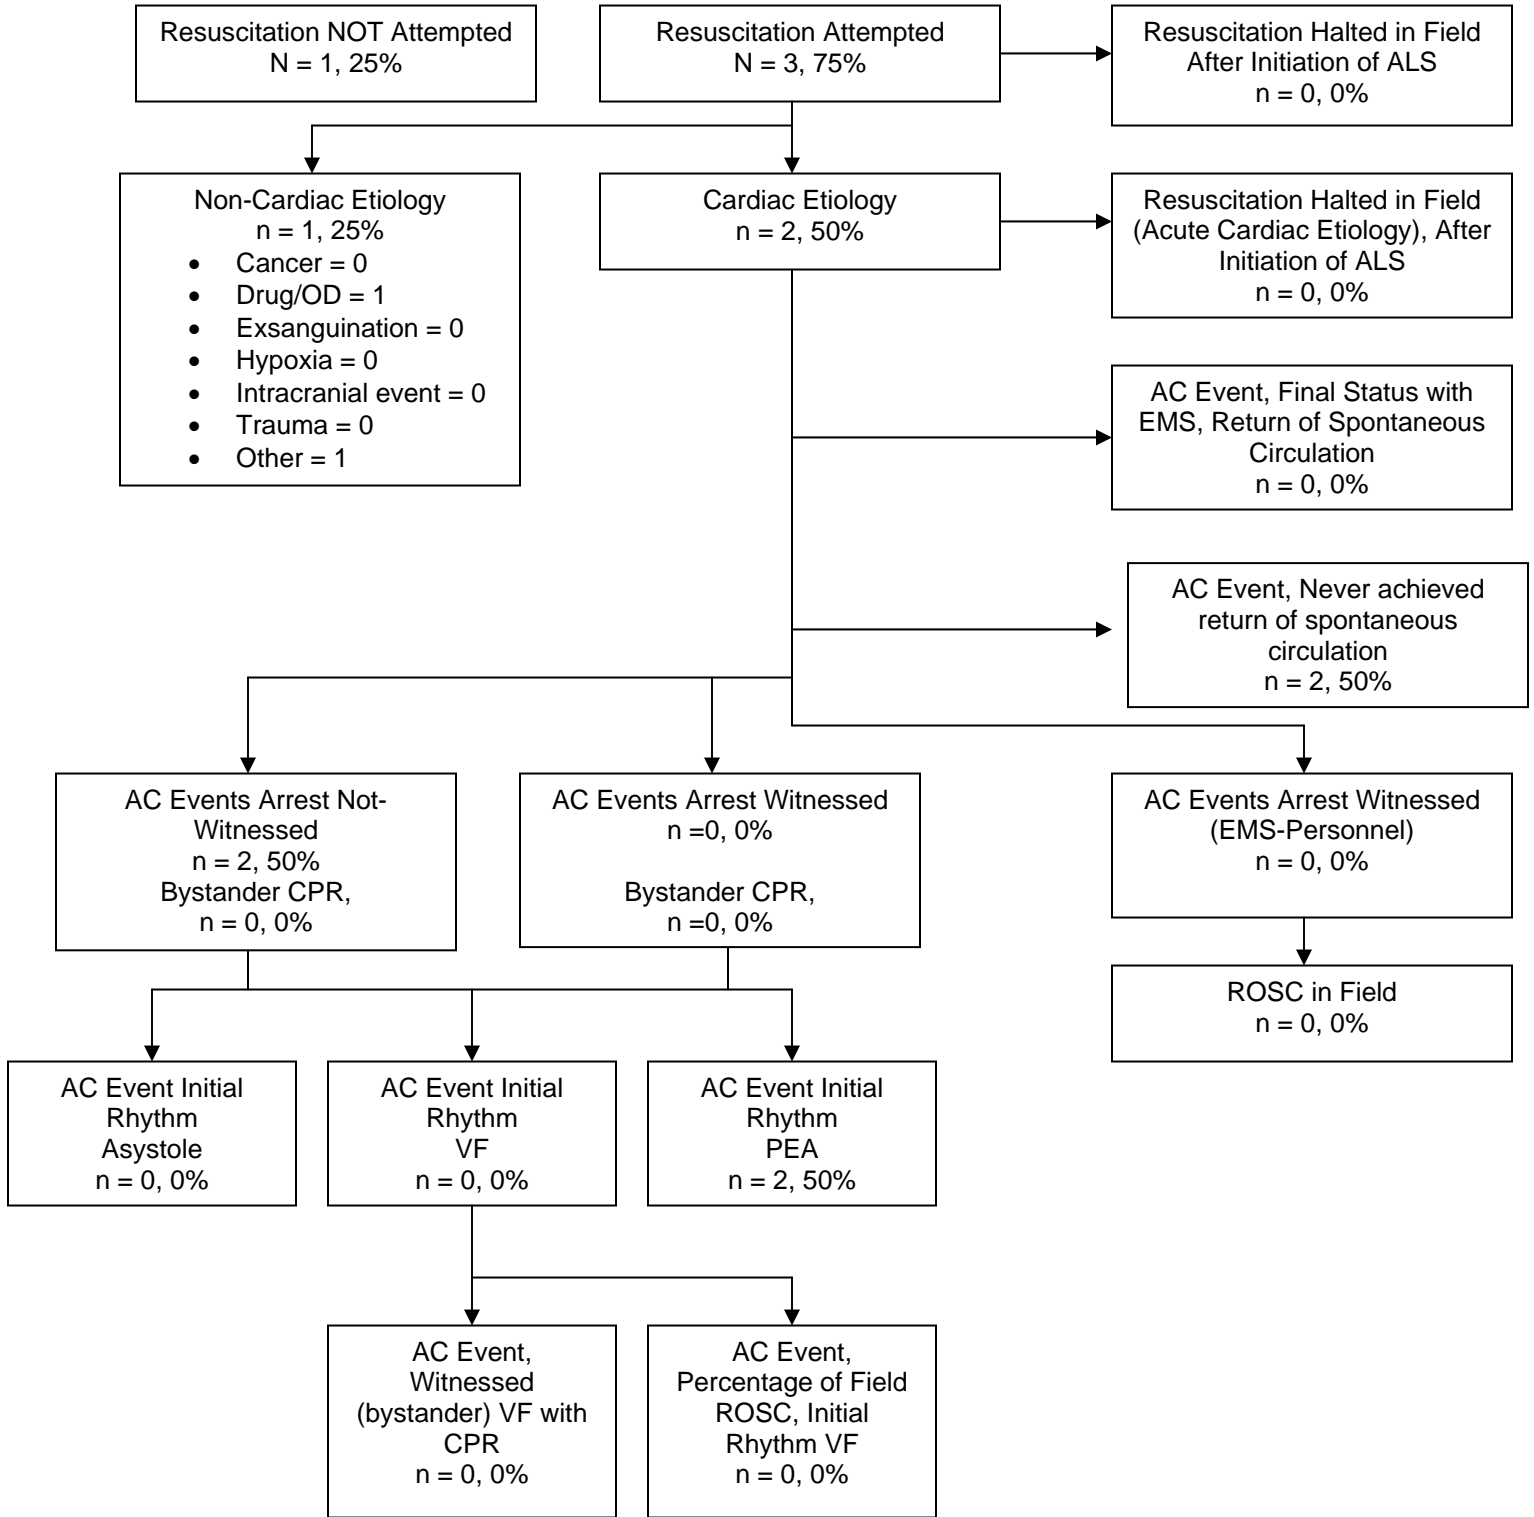 Resuscitation NOT Attempted
N = 1, 25%
Resuscitation Attempted
N = 3, 75%
Resuscitation Halted in Field
After Initiation of ALS
n = 0, 0%
Non-Cardiac Etiology
n = 1, 25%
• Cancer = 0
• Drug/OD = 1
• Exsanguination = 0
• Hypoxia = 0
• Intracranial event = 0
• Trauma = 0
• Other = 1
Cardiac Etiology
n = 2, 50%
Resuscitation Halted in Field
(Acute Cardiac Etiology), After
Initiation of ALS
n = 0, 0%
AC Event, Final Status with
EMS, Return of Spontaneous
Circulation
n = 0, 0%
AC Event, Never achieved
return of spontaneous
circulation
n = 2, 50%
AC Events Arrest Not-
Witnessed
n = 2, 50%
Bystander CPR,
n = 0, 0%
AC Events Arrest Witnessed
n =0, 0%
Bystander CPR,
n =0, 0%
AC Events Arrest Witnessed
(EMS-Personnel)
n = 0, 0%
ROSC in Field
n = 0, 0%
AC Event Initial
Rhythm
Asystole
n = 0, 0%
AC Event Initial
Rhythm
VF
n = 0, 0%
AC Event Initial
Rhythm
PEA
n = 2, 50%
AC Event,
Witnessed
(bystander) VF with
CPR
n = 0, 0%
AC Event,
Percentage of Field
ROSC, Initial
Rhythm VF
n = 0, 0%